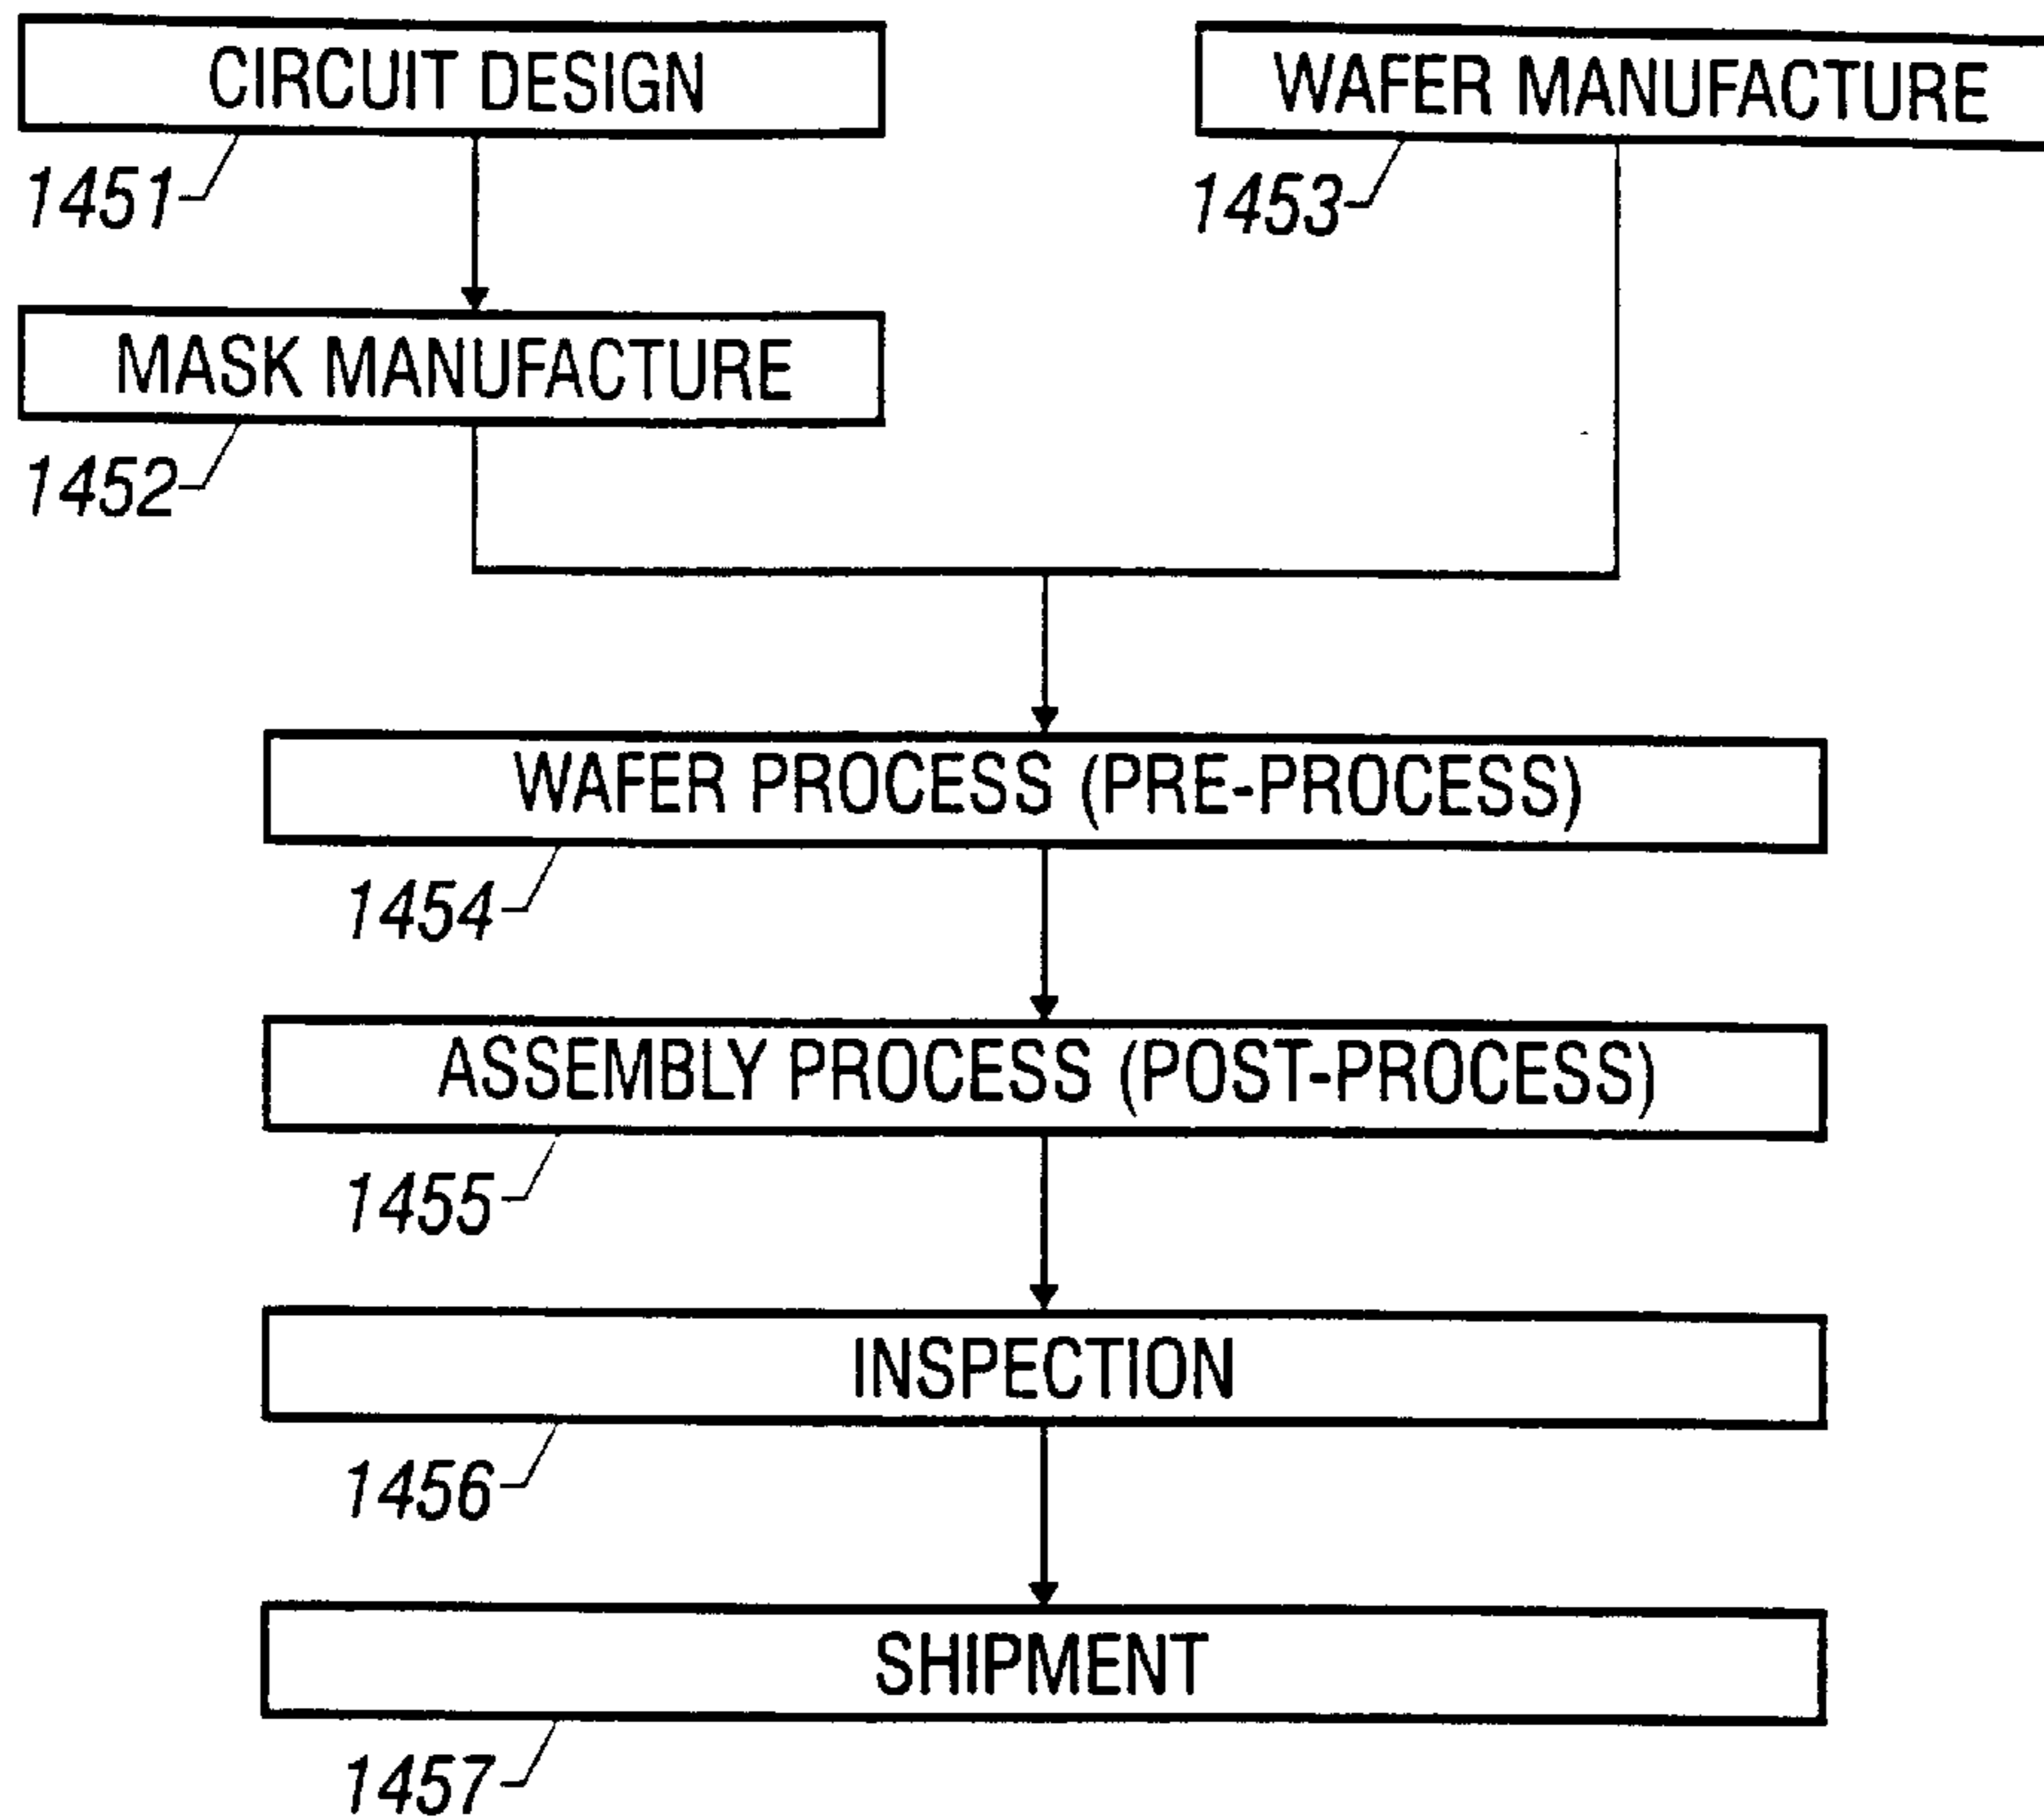 CIRCUIT DESIGN
1451
WAFER MANUFACTURE
1453
MASK MANUFACTURE
1452
WAFER PROCESS (PRE-PROCESS)
1454
ASSEMBLY PROCESS (POST-PROCESS)
1455
INSPECTION
1456
SHIPMENT
1457